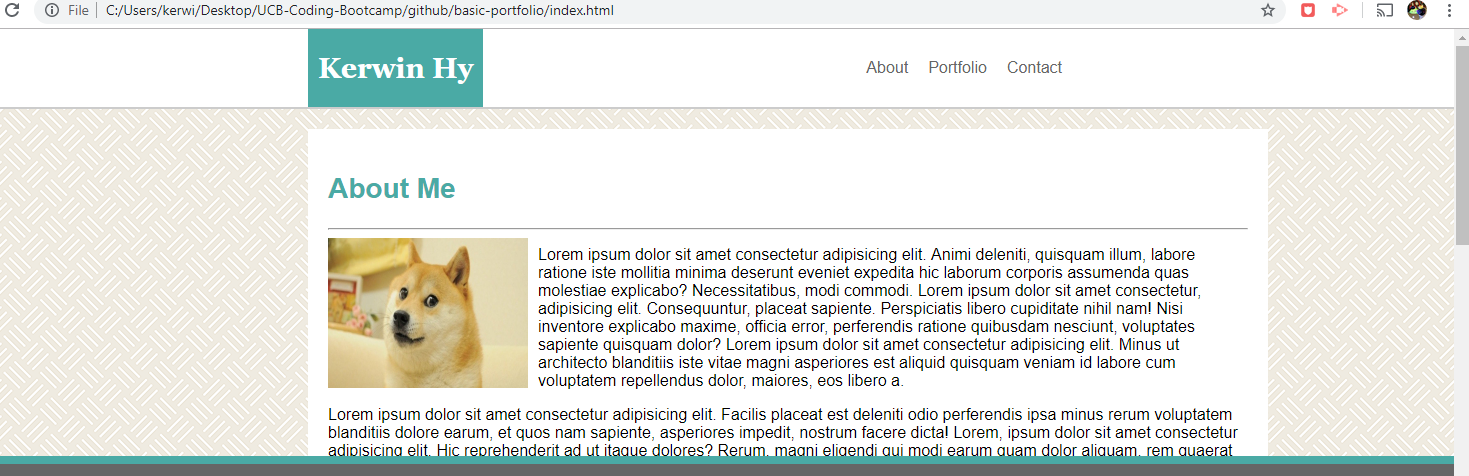 File | C:/Users/kerwi/Desktop/UCB-Coding-Bootcamp/github/basic-portfolio/index.html
Kerwin Hy
About Portfolio Contact
About Me
Lorem ipsum dolor sit amet consectetur adipisicing elit. Animi deleniti, quisquam illum, labore
ratione iste mollitia minima deserunt eveniet expedita hic laborum corporis assumenda quas
molestiae explicabo? Necessitatibus, modi commodi. Lorem ipsum dolor sit amet consectetur,
adipisicing elit. Consequuntur, placeat sapiente. Perspiciatis libero cupiditate nihil nam! Nisi
inventore explicabo maxime, officia error, perferendis ratione quibusdam nesciunt, voluptates
sapiente quisquam dolor? Lorem ipsum dolor sit amet consectetur adipisicing elit. Minus ut
architecto blanditiis iste vitae magni asperiores est aliquid quisquam veniam id labore cum
voluptatem repellendus dolor, maiores, eos libero a.
Lorem ipsum dolor sit amet consectetur adipisicing elit. Facilis placeat est deleniti odio perferendis ipsa minus rerum voluptatem
blanditiis dolore earum, et quos nam sapiente, asperiores impedit, nostrum facere dicta! Lorem, ipsum dolor sit amet consectetur
adipisicing elit. Hic reprehenderit ad ut itaque dolores? Rerum, magni eligendi qui modi earum quam dolor aliquam, rem quaerat